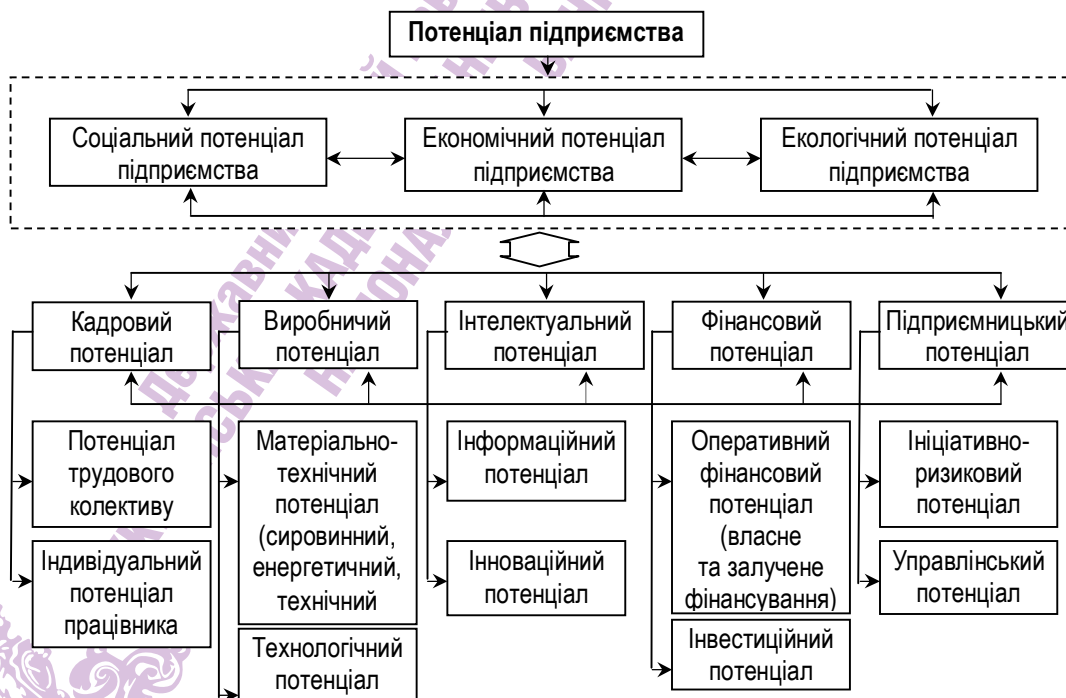 Потенціал підприємства
Соціальний потенціал
підприємства
Економічний потенціал
підприємства
Екологічний потенціал
підприємства
Кадровий
потенціал
Виробничий
потенціал
Інтелектуальний
потенціал
Фінансовий
потенціал
Підприємницький
потенціал
Потенціал
трудового
колективу
Індивідуальний
потенціал
працівника
Матеріально-
технічний
потенціал
(сировинний,
енергетичний,
технічний
Технологічний
потенціал
Інформаційний
потенціал
Інноваційний
потенціал
Оперативний
фінансовий
потенціал
(власне
та залучене
фінансування)
Інвестиційний
потенціал
Ініціативно-
ризиковий
потенціал
Управлінський
потенціал